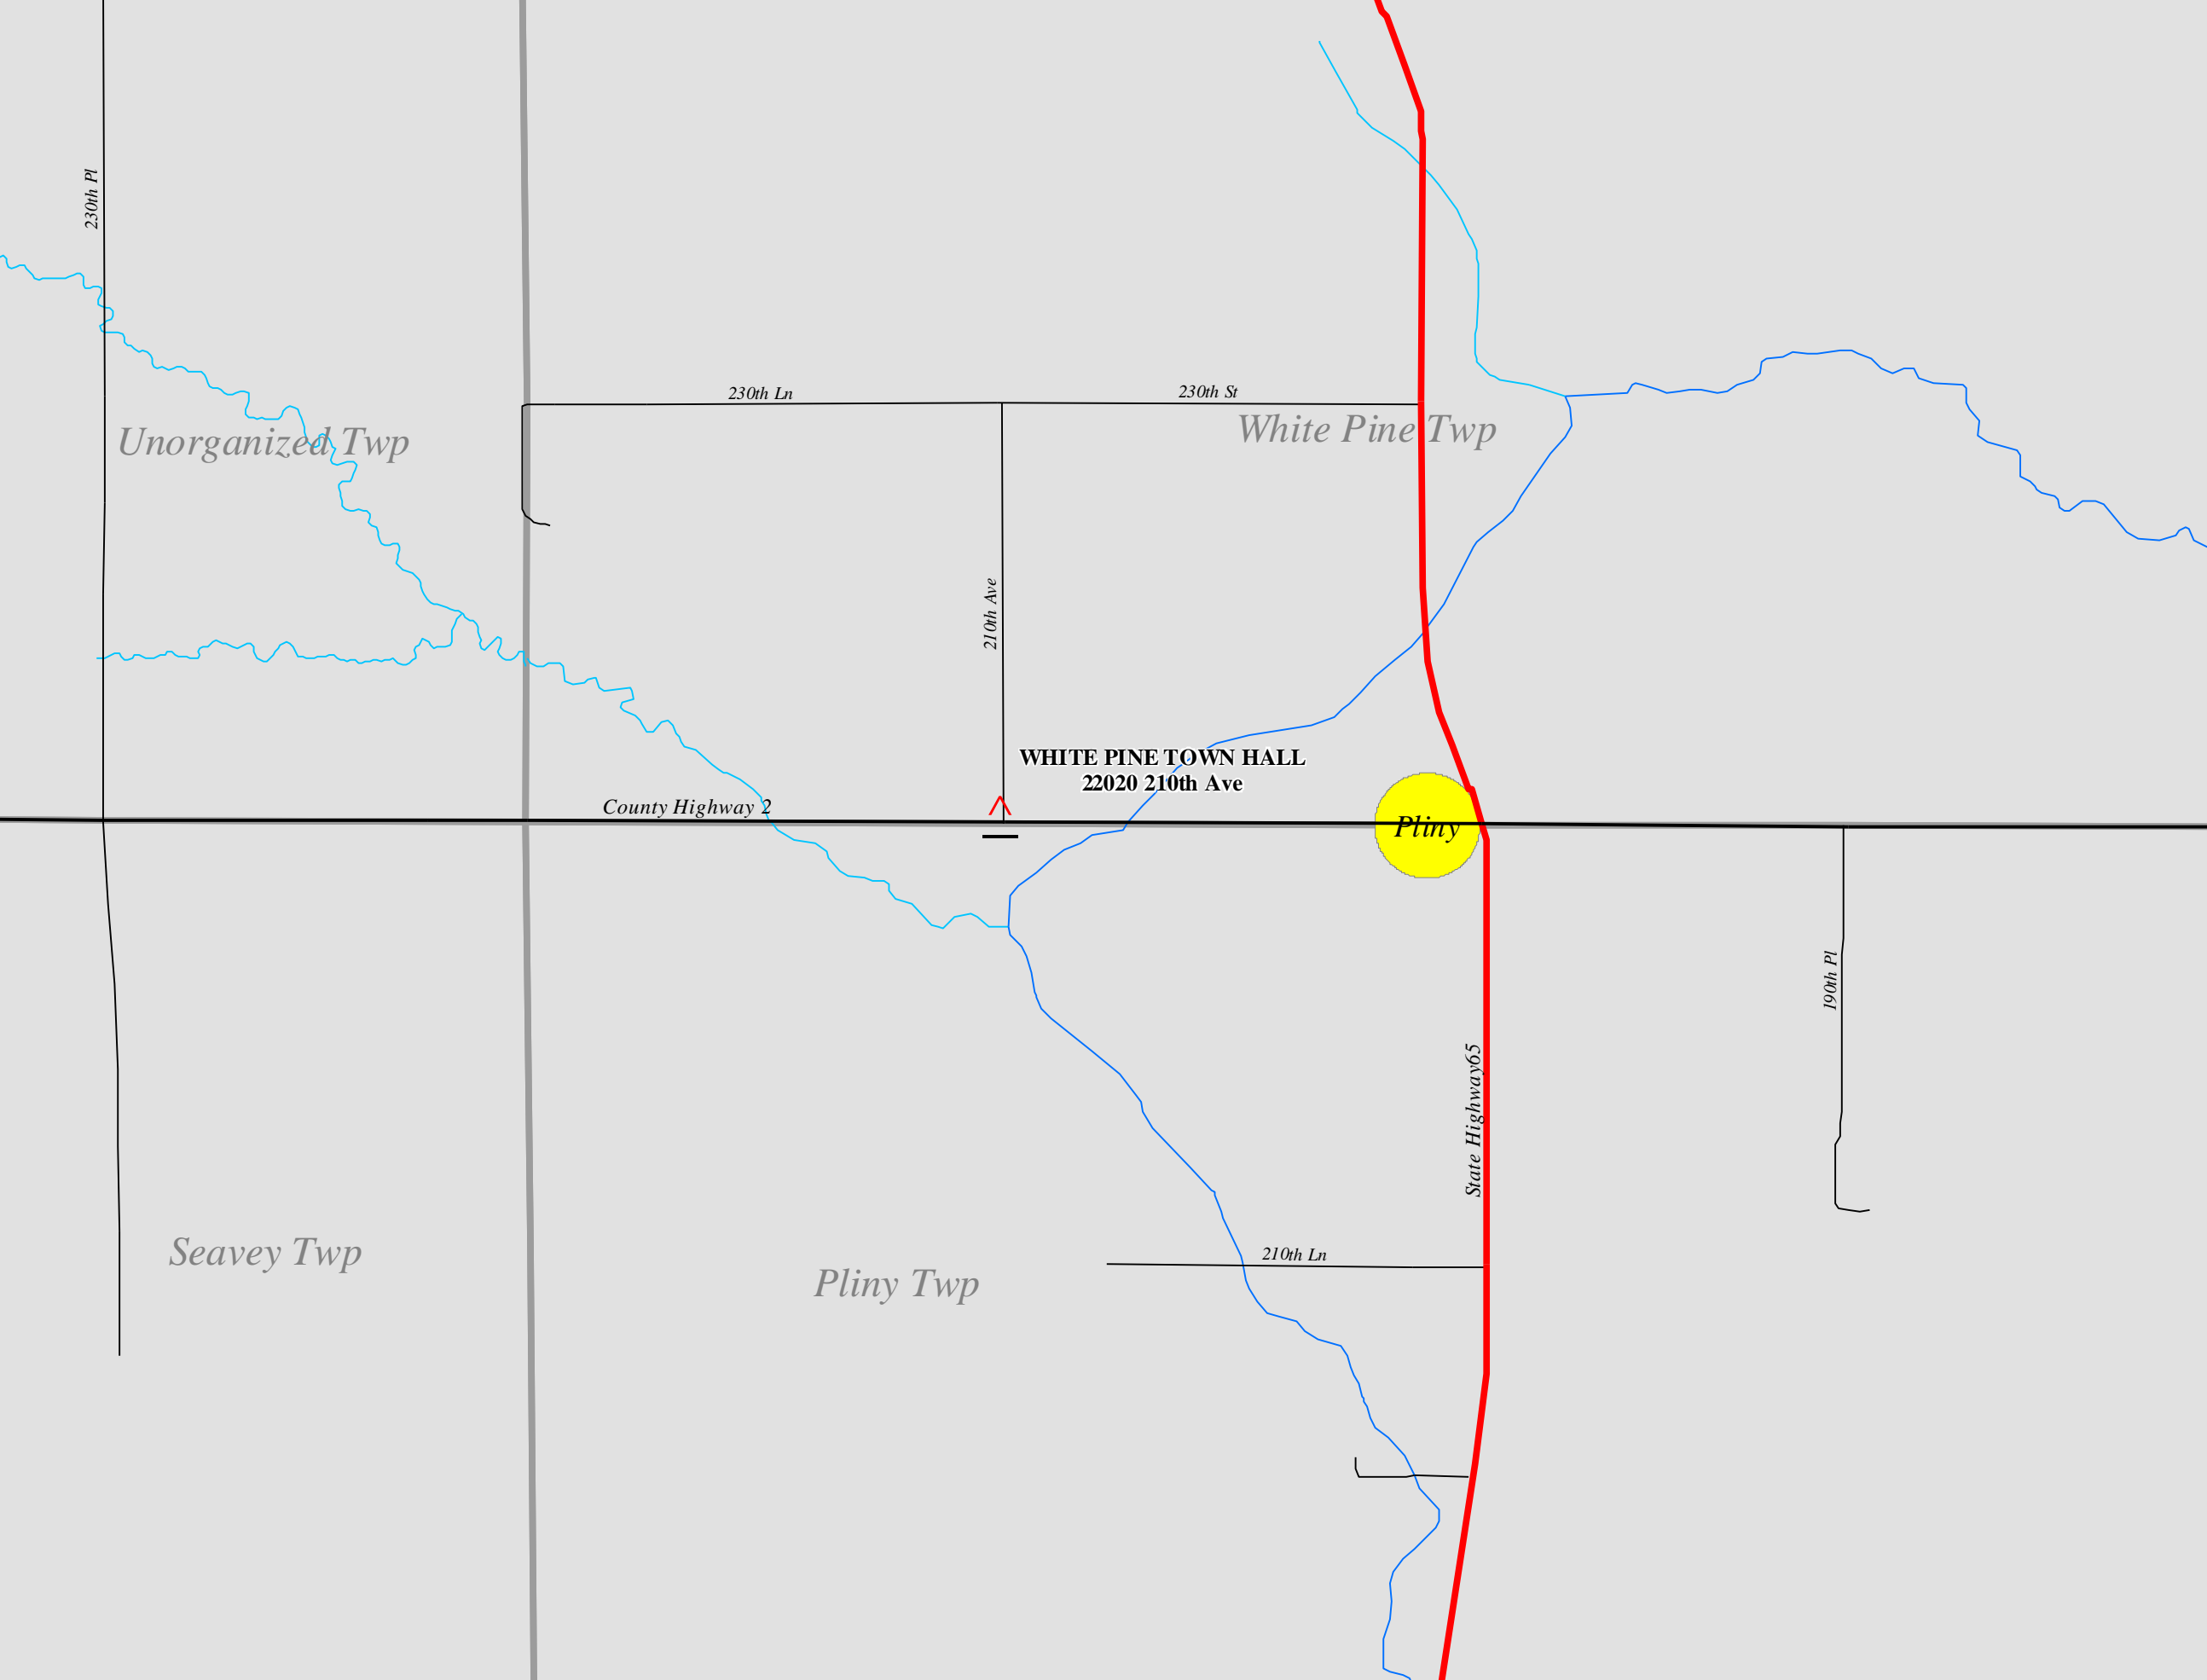 230th Pl
230th Ln
230th St
Unorganized Twp
White Pine Twp
210th Ave
WHITE PINE TOWN HALL
22020 210th Ave
County Highway 2
Pliny
190th Pl
State Highway65
Seavey Twp
210th Ln
Pliny Twp